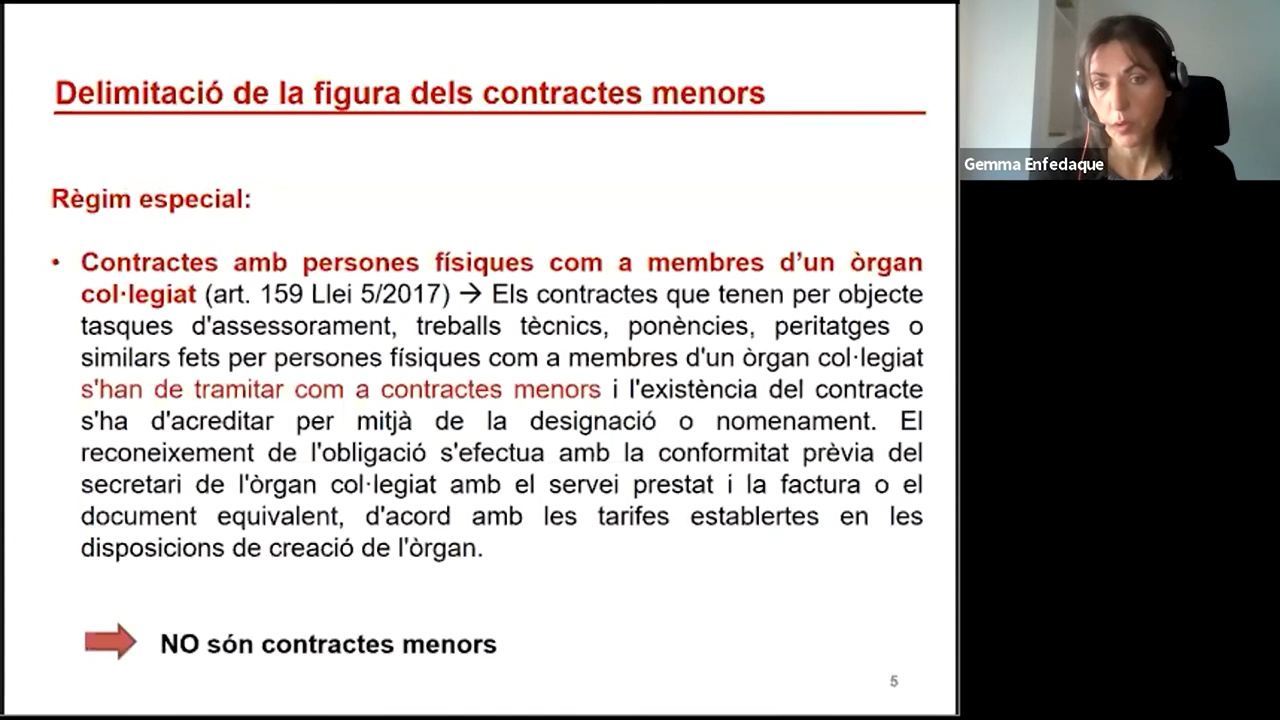 Delimitació de la figura dels contractes menors
Règim especial:
• Contractes amb persones físiques com a membres d’un òrgan
col·legiat (art. 159 Llei 5/2017) → Els contractes que tenen per objecte
tasques d'assessorament, treballs tècnics, ponències, peritatges o
similars fets per persones físiques com a membres d'un òrgan col·legiat
s'han de tramitar com a contractes menors i l'existència del contracte
s'ha d'acreditar per mitjà de la designació o nomenament. El
reconeixement de l'obligació s'efectua amb la conformitat prèvia del
secretari de l'òrgan col·legiat amb el servei prestat i la factura o el
document equivalent, d'acord amb les tarifes establertes en les
disposicions de creació de l'òrgan.
NO són contractes menors
5
Gemma Enfedaque